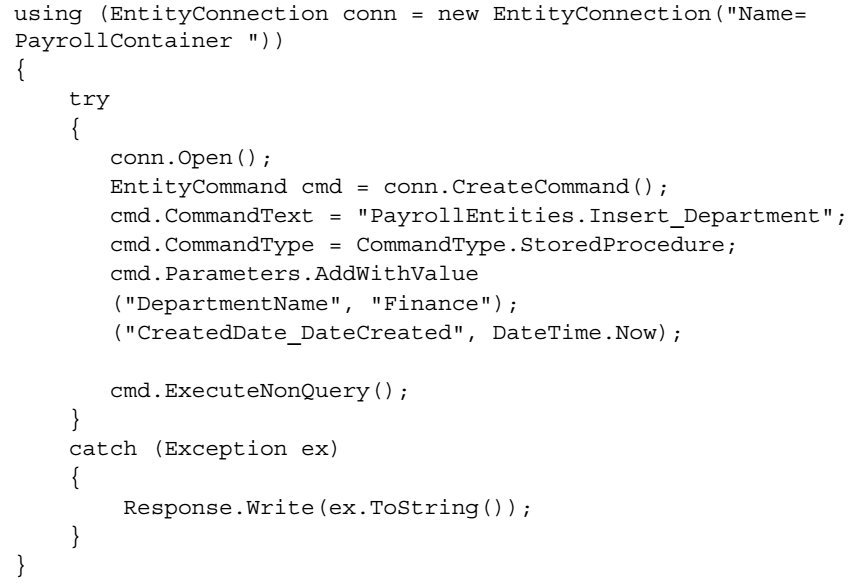 using (EntityConnection conn = new EntityConnection("Name=
PayrollContainer "))
{
    try
    {
       conn.Open();
       EntityCommand cmd = conn.CreateCommand();
       cmd.CommandText = "PayrollEntities.Insert_Department";
       cmd.CommandType = CommandType.StoredProcedure;
       cmd.Parameters.AddWithValue
       ("DepartmentName", "Finance");
       ("CreatedDate_DateCreated", DateTime.Now);

       cmd.ExecuteNonQuery();
    }
    catch (Exception ex)
    {
        Response.Write(ex.ToString());
    }
}